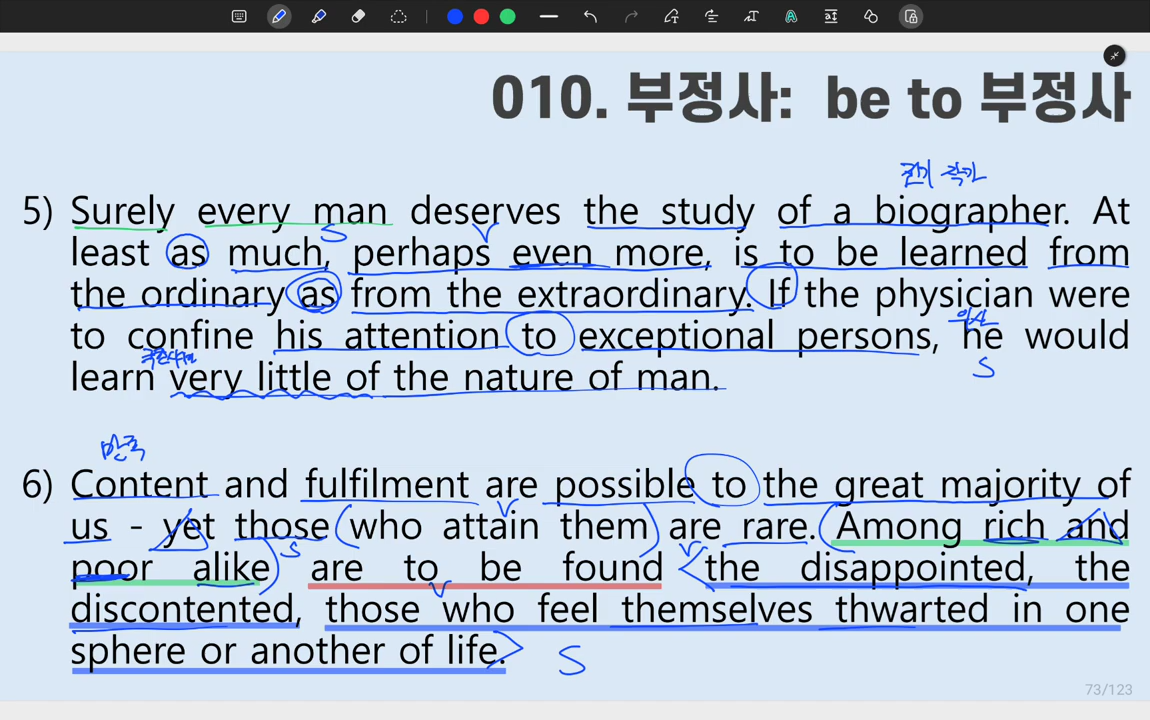 010. 부정사: be to 부정사
전기 작가
5) Surely every man deserves the study of a biographer. At
S V
least as much, perhaps even more, is to be learned from
the ordinary as from the extraordinary. If the physician were
의사
to confine his attention to exceptional persons, he would
S
learn very little of the nature of man.
만족
6) Content and fulfilment are possible to the great majority of
V
us - yet those (who attain them) are rare. (Among rich and
S V
poor alike) are to be found <the disappointed, the
V
discontented, those who feel themselves thwarted in one
sphere or another of life.> S
73/123